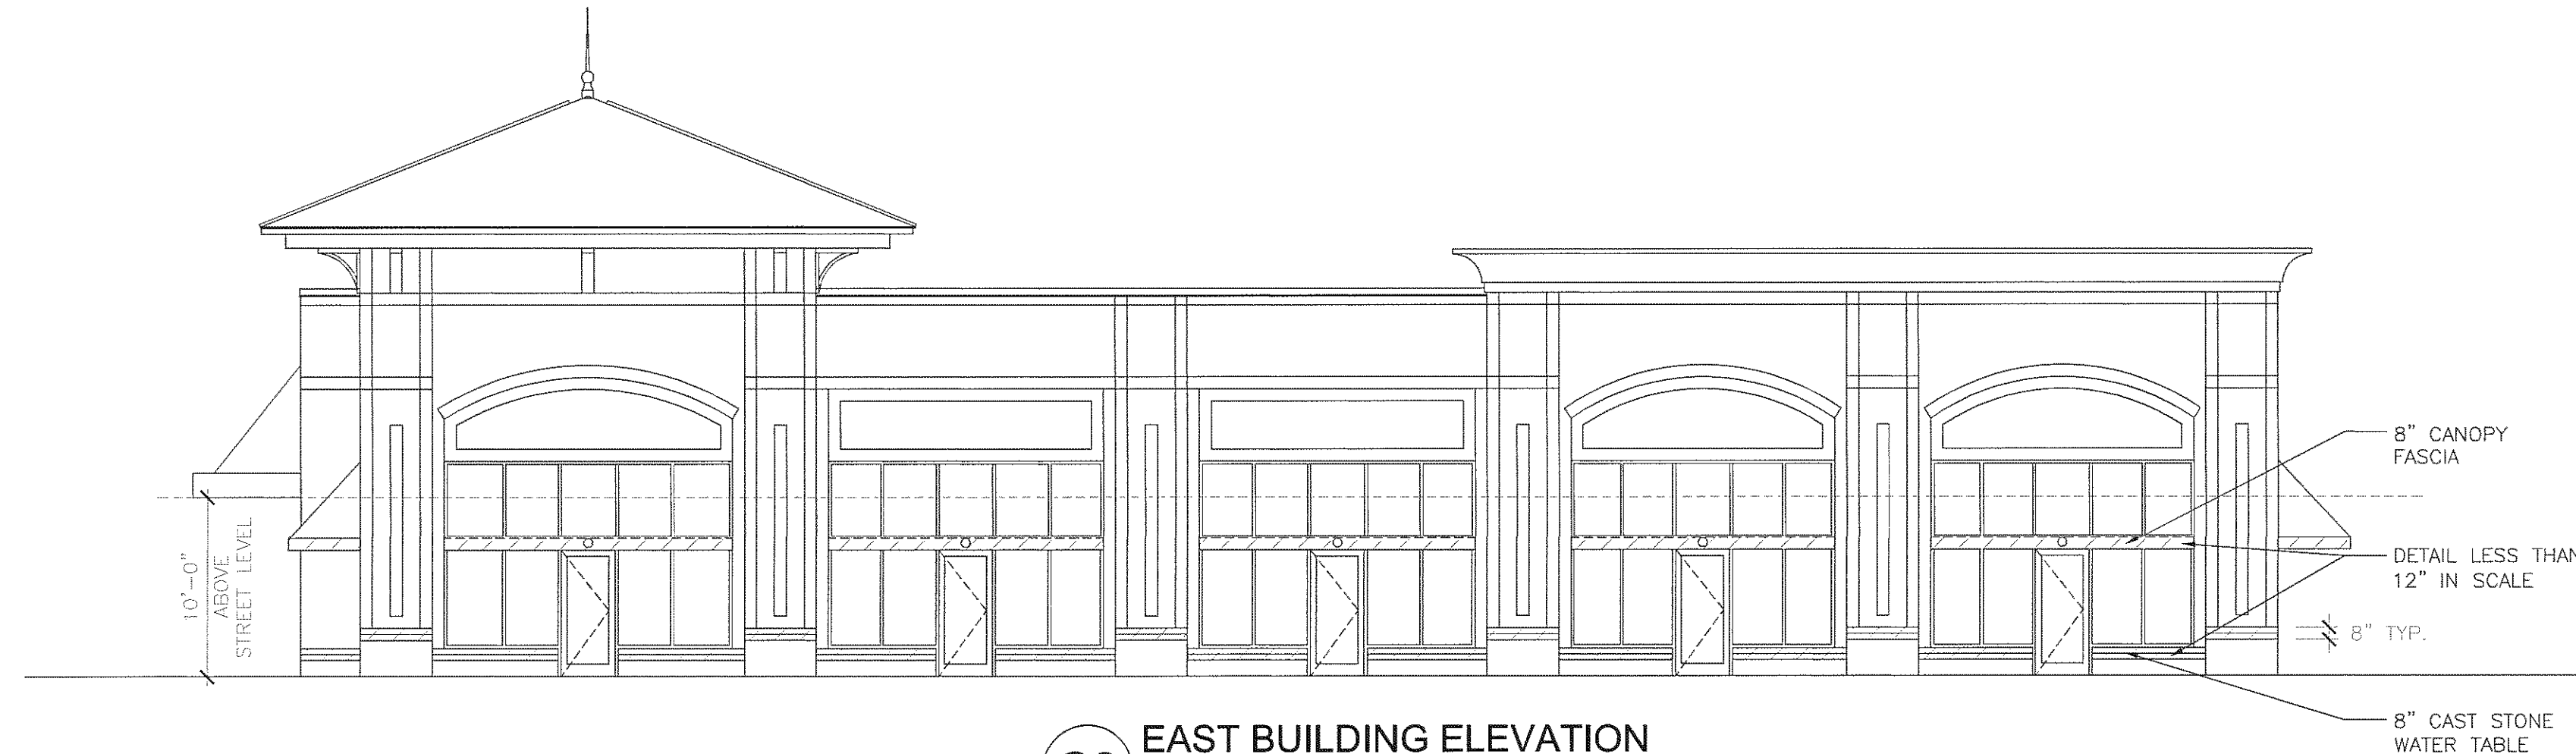 8" CANOPY
FASCIA
10'-0"
ABOVE
STREET LEVEL
DETAIL LESS THAN
12" IN SCALE
8" TYP.
8" CAST STONE
WATER TABLE
EAST BUILDING ELEVATION